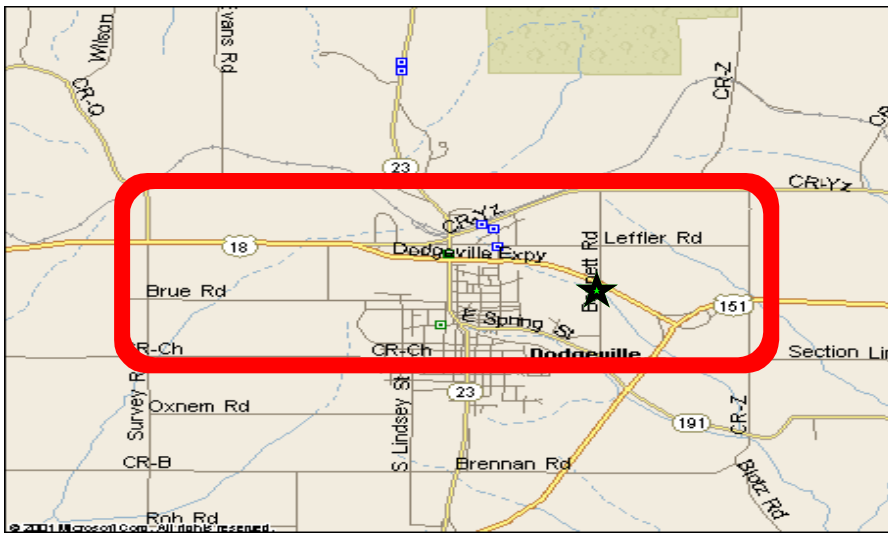 Wilson
Evans Rd
CR-Q
CR-Z
23
CR-Yz
CR-Yz
18
Dodgeville Expy
Leffler Rd
Brue Rd
E Spring St
151
CR-Ch
CR-Ch
Dodgeville
Section Lin
Survey R
Oxnem Rd
S Lindsey St
23
191
CR-Z
CR-B
Brennan Rd
Blotz Rd
Roh Rd
© 2001 Microsoft Corp. All rights reserved.